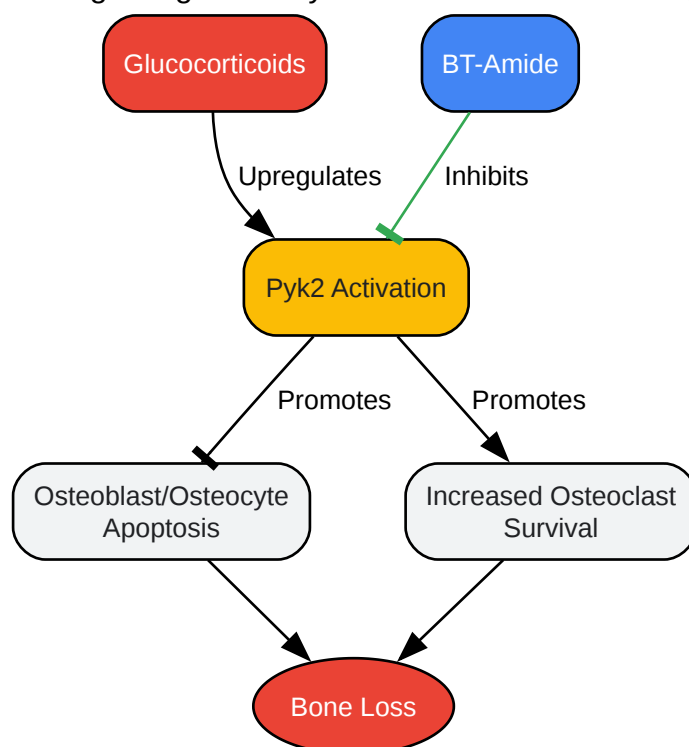 Glucocorticoids
BT-Amide
Upregulates
Inhibits
Pyk2 Activation
Promotes
Promotes
Osteoblast/Osteocyte
Apoptosis
Increased Osteoclast
Survival
Bone Loss